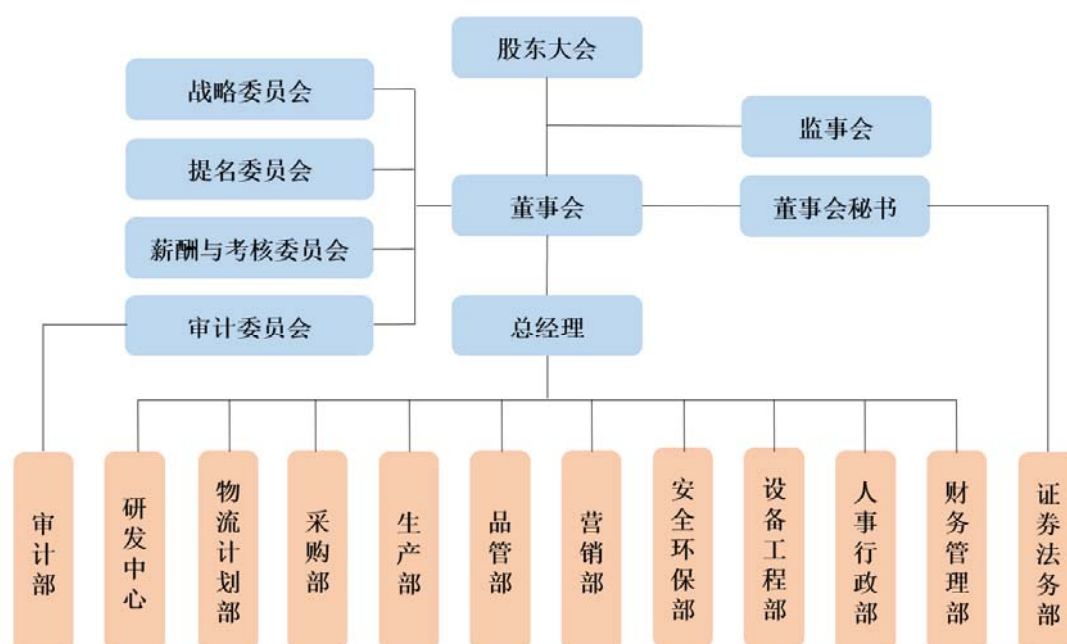 股东大会
战略委员会
监事会
提名委员会
董事会
董事会秘书
薪酬与考核委员会
审计委员会
总经理
审计部
研发中心
物流计划部
采购部
生产部
品管部
营销部
安全环保部
设备工程部
人事行政部
财务管理部
证券法务部